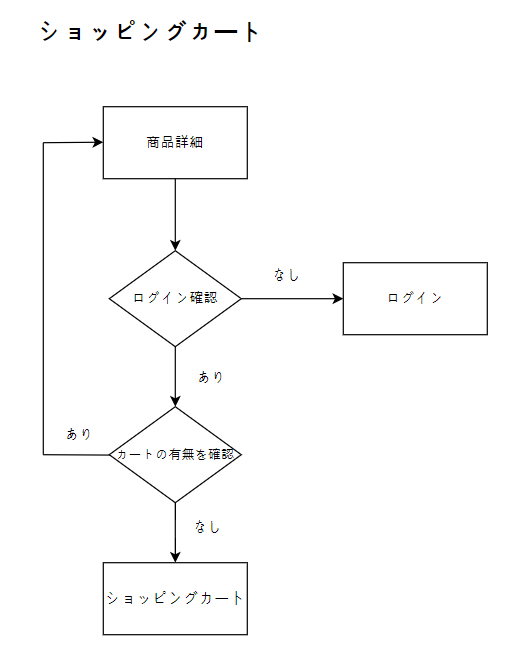 ショッピングカート
商品詳細
ログイン確認
なし
ログイン
あり
あり
カートの有無を確認
なし
ショッピングカート